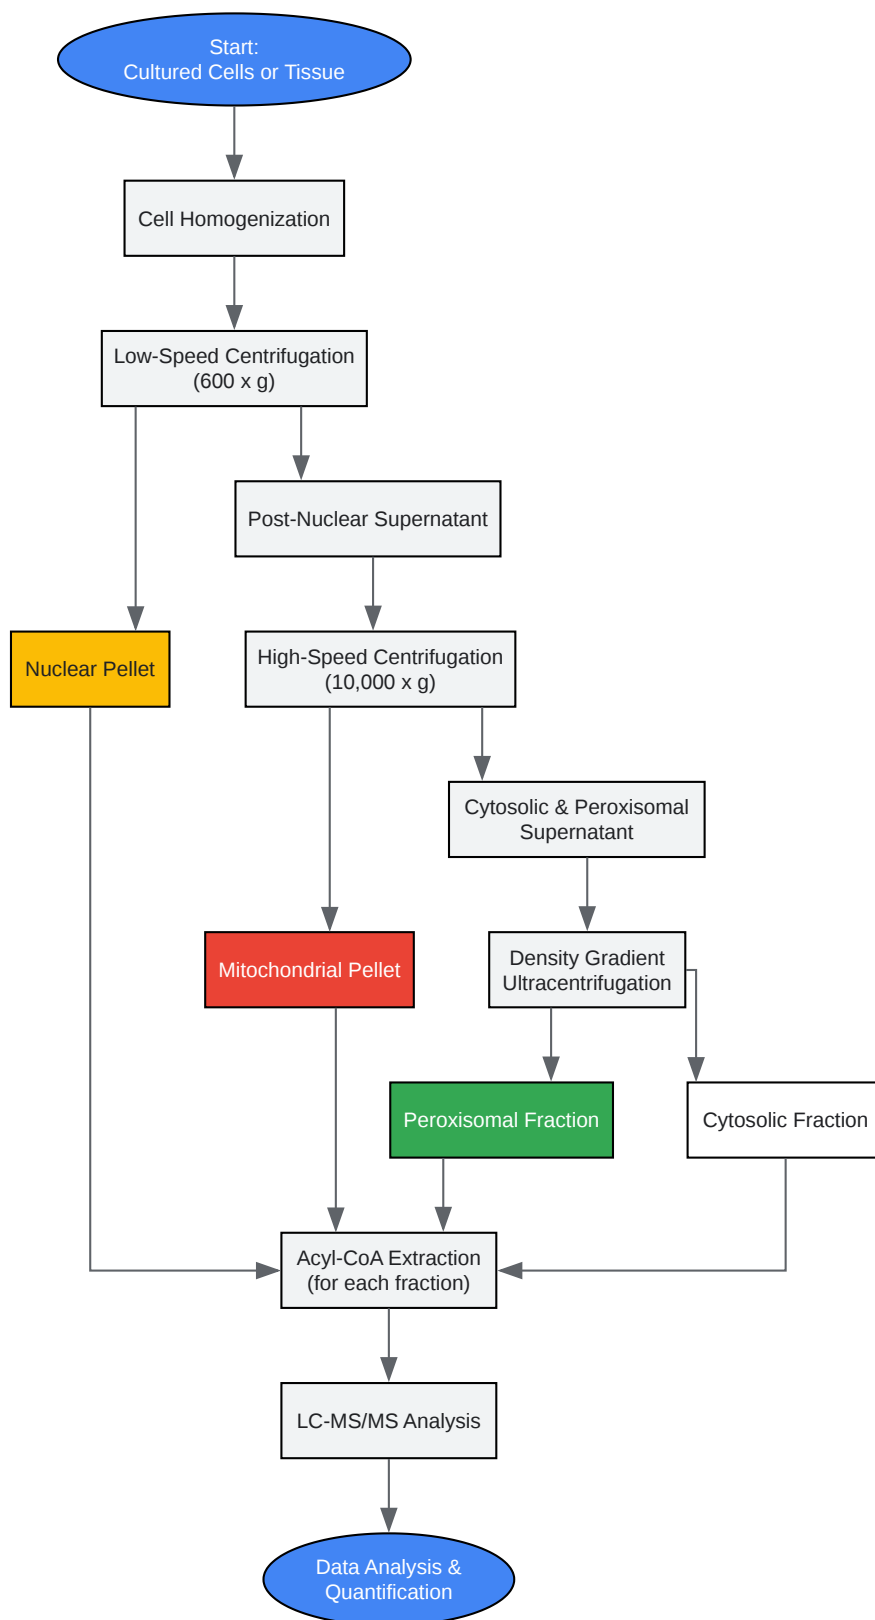 Start:
Cultured Cells or Tissue
Cell Homogenization
Low-Speed Centrifugation
(600 x g)
Post-Nuclear Supernatant
Nuclear Pellet
High-Speed Centrifugation
(10,000 x g)
Cytosolic & Peroxisomal
Supernatant
Mitochondrial Pellet
Density Gradient
Ultracentrifugation
Peroxisomal Fraction
Cytosolic Fraction
Acyl-CoA Extraction
(for each fraction)
LC-MS/MS Analysis
Data Analysis &
Quantification